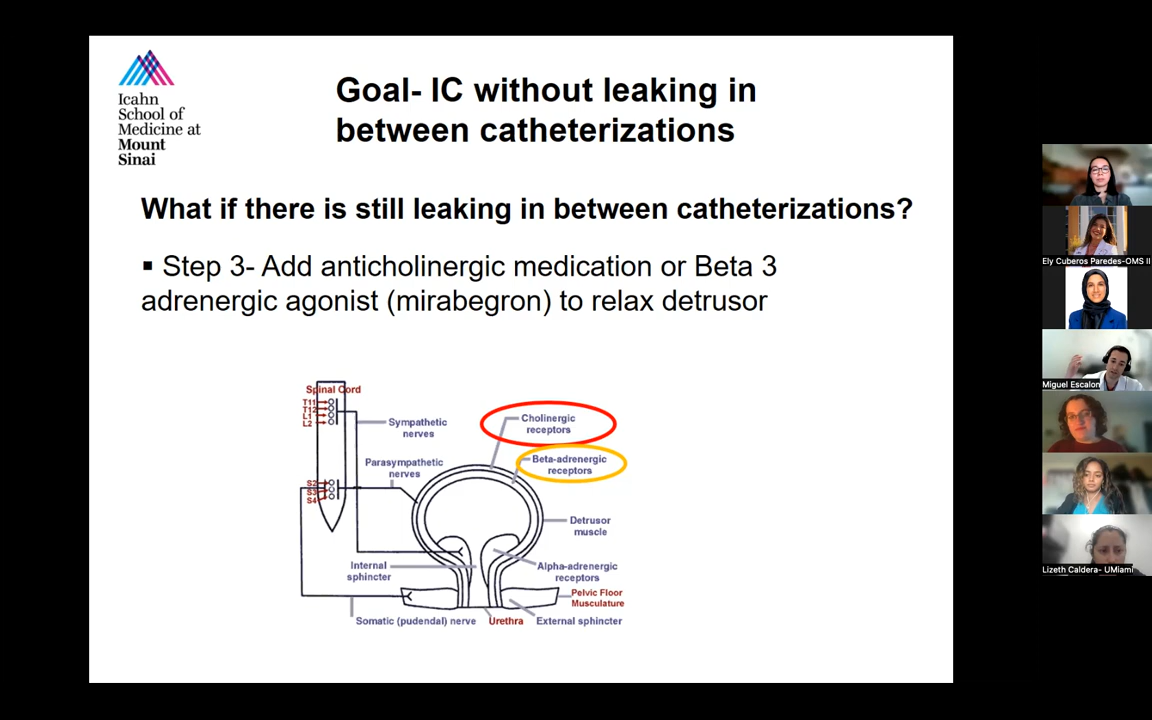 Icahn
School of
Medicine at
Mount
Sinai
Goal- IC without leaking in
between catheterizations
What if there is still leaking in between catheterizations?
▪ Step 3- Add anticholinergic medication or Beta 3
adrenergic agonist (mirabegron) to relax detrusor
Spinal Cord
T11
T12
L1
L2
Sympathetic
nerves
Cholinergic
receptors
Parasympathetic
nerves
Beta-adrenergic
receptors
S2
S3
S4
Detrusor
muscle
Internal
sphincter
Alpha-adrenergic
receptors
Pelvic Floor
Musculature
Somatic (pudendal) nerve
Urethra
External sphincter
Ely Cuberos Paredes-OMS II
Miguel Escalon
Lizeth Caldera- UMiami